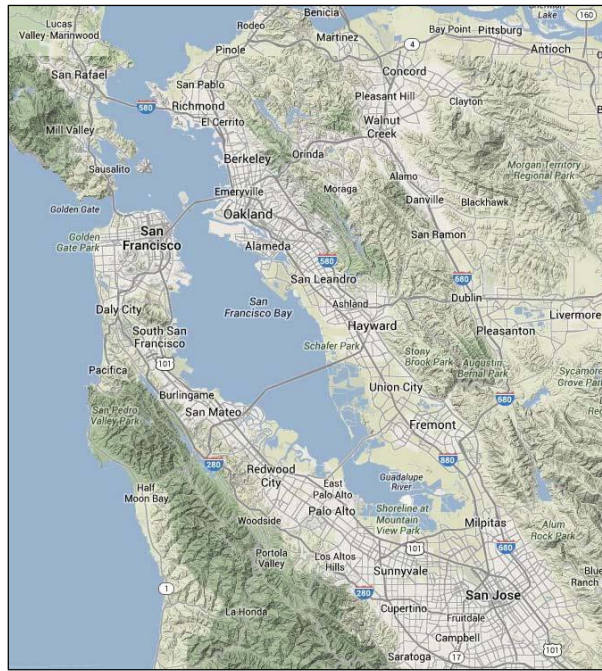 Lucas
Valley-Marinwood
Rodeo
Benicia
Martinez
Sherman
Lake
160
4
Bay Point
Pittsburg
Antioch
Pinole
Concord
San Rafael
San Pablo
580
Richmond
Pleasant Hill
Clayton
El Cerrito
Mill Valley
Walnut
Creek
Berkeley
Orinda
Sausalito
Morgan Territory
Regional Park
Moraga
Alamo
Emeryville
Danville
Golden Gate
Oakland
Blackhawk
Golden
Gate Park
San
Francisco
San Ramon
Alameda
580
San Leandro
680
San
Francisco Bay
Ashland
Dublin
Daly City
Livermore
Hayward
South San
Francisco
Pleasanton
Schafer Park
Stony
Brook Park
Augustin
Bernal Park
101
Pacifica
Sycamore
Grove Park
Union City
Burlingame
680
San Pedro
Valley Park
San Mateo
Fremont
280
880
Redwood
City
East
Palo Alto
Guadalupe
River
Half
Moon Bay
Palo Alto
Shoreline at
Mountain
View Park
Woodside
Milpitas
Alum
Rock Park
Portola
Valley
Los Altos
Hills
101
680
Sunnyvale
Blue
Ranch
1
280
San Jose
Cupertino
La Honda
Fruitdale
Campbell
101
Saratoga
17